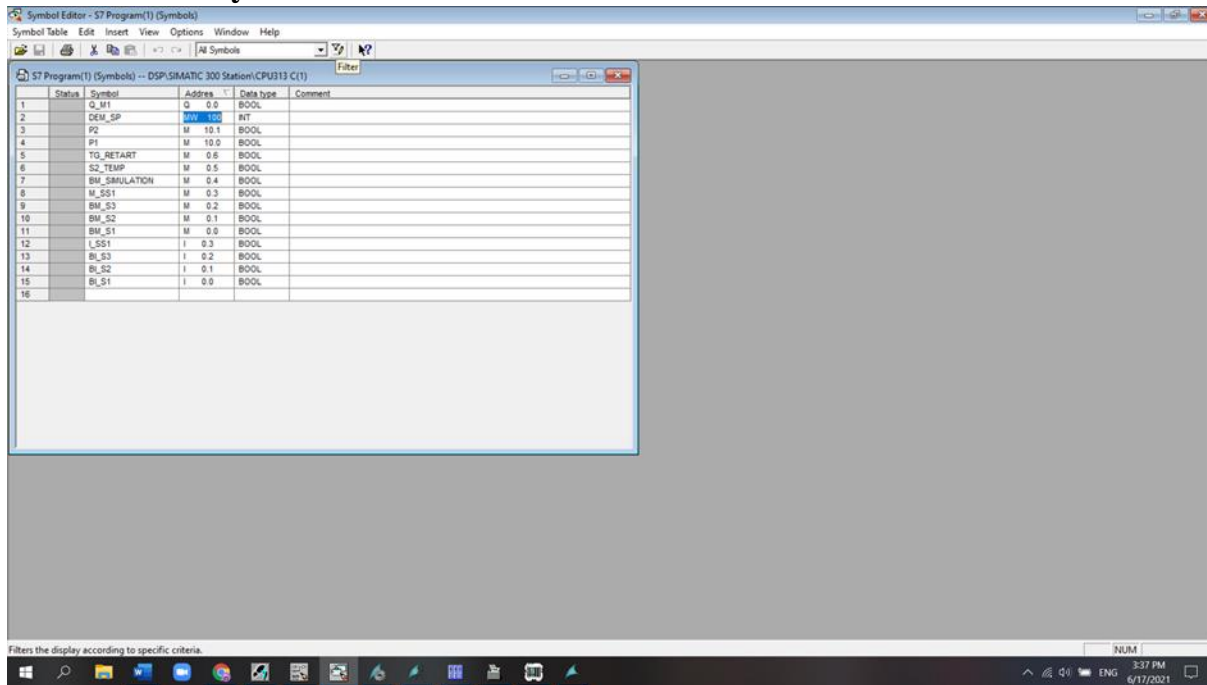 Symbol Editor - S7 Program(1) (Symbols)
Symbol Table Edit Insert View Options Window Help
All Symbols
Filter
S7 Program(1) (Symbols) -- DSP\SIMATIC 300 Station\CPU313 C(1)
Status Symbol Addres Data type Comment
1 Q_M1 Q 0.0 BOOL
2 DEM_SP MW 100 INT
3 P2 M 10.1 BOOL
4 P1 M 10.0 BOOL
5 TG_RETART M 0.6 BOOL
6 S2_TEMP M 0.5 BOOL
7 BM_SIMULATION M 0.4 BOOL
8 M_SS1 M 0.3 BOOL
9 BM_S3 M 0.2 BOOL
10 BM_S2 M 0.1 BOOL
11 BM_S1 M 0.0 BOOL
12 I_SS1 I 0.3 BOOL
13 BI_S3 I 0.2 BOOL
14 BI_S2 I 0.1 BOOL
15 BI_S1 I 0.0 BOOL
16
Filters the display according to specific criteria.
NUM
ENG
3:37 PM
6/17/2021